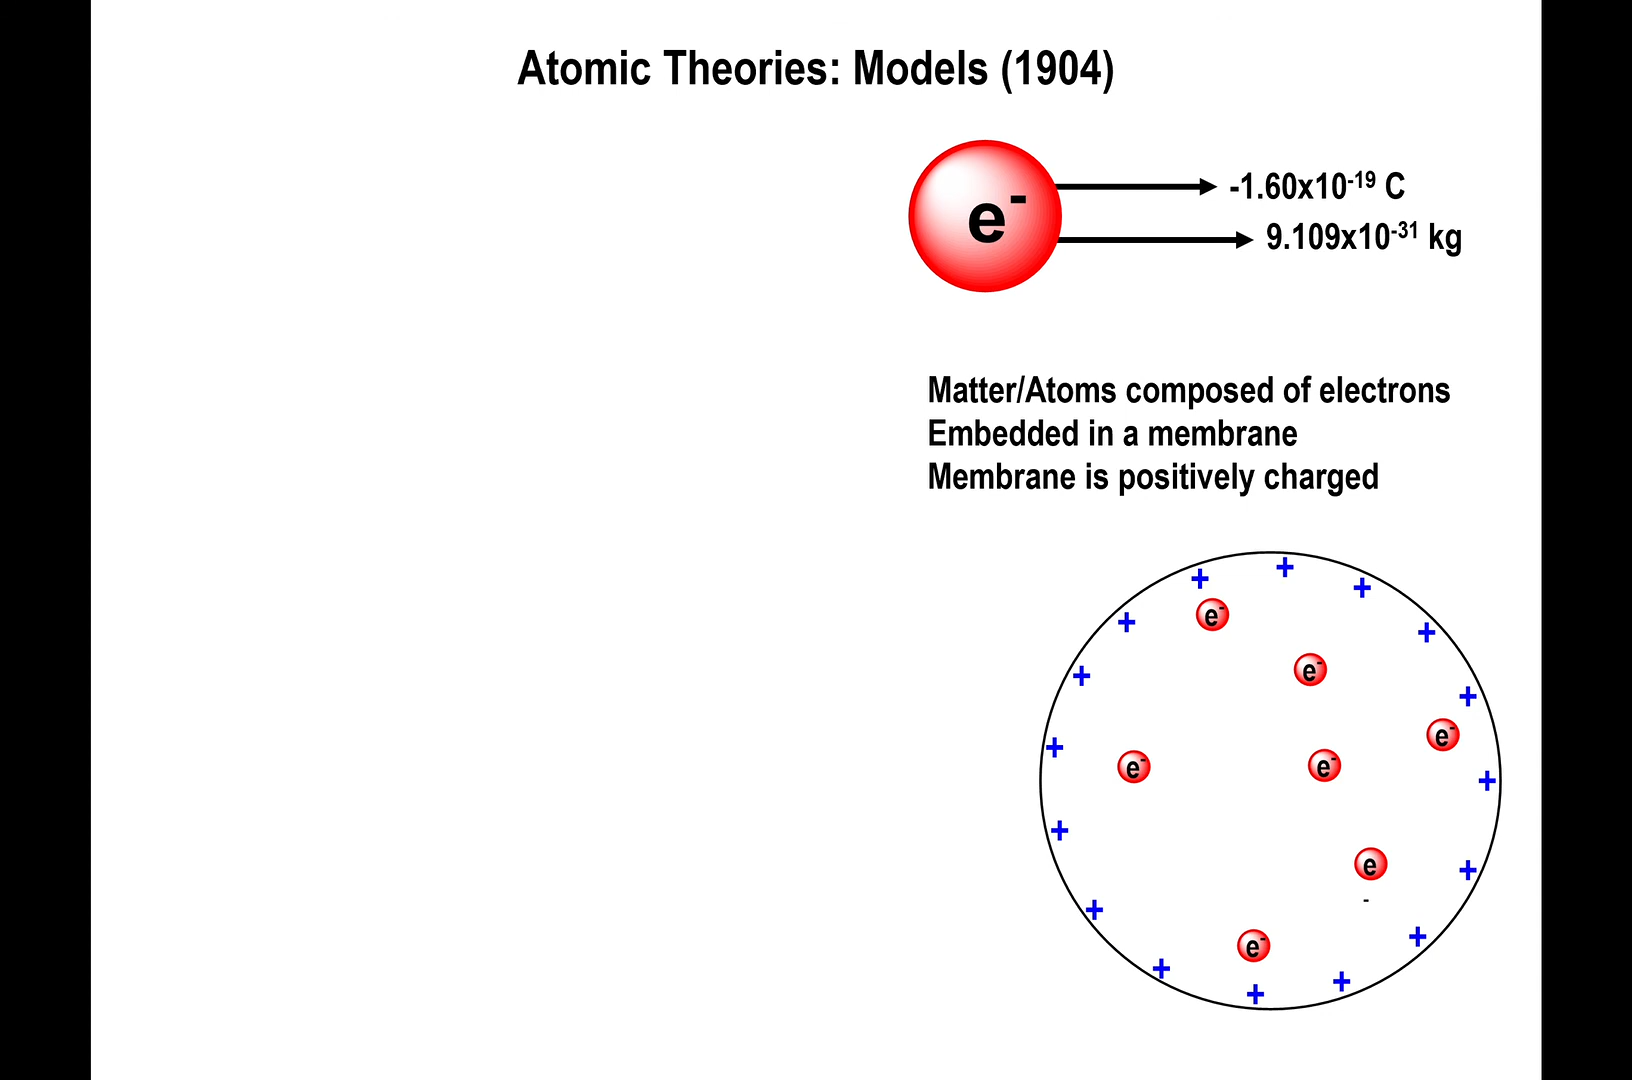 Atomic Theories: Models (1904)
e⁻
-1.60x10⁻¹⁹ C
9.109x10⁻³¹ kg
Matter/Atoms composed of electrons
Embedded in a membrane
Membrane is positively charged
+
+
+
+
+
e⁻
+
e⁻
+
+
e⁻
+
e⁻
e⁻
+
+
e
-
+
+
+
e⁻
+
+
+